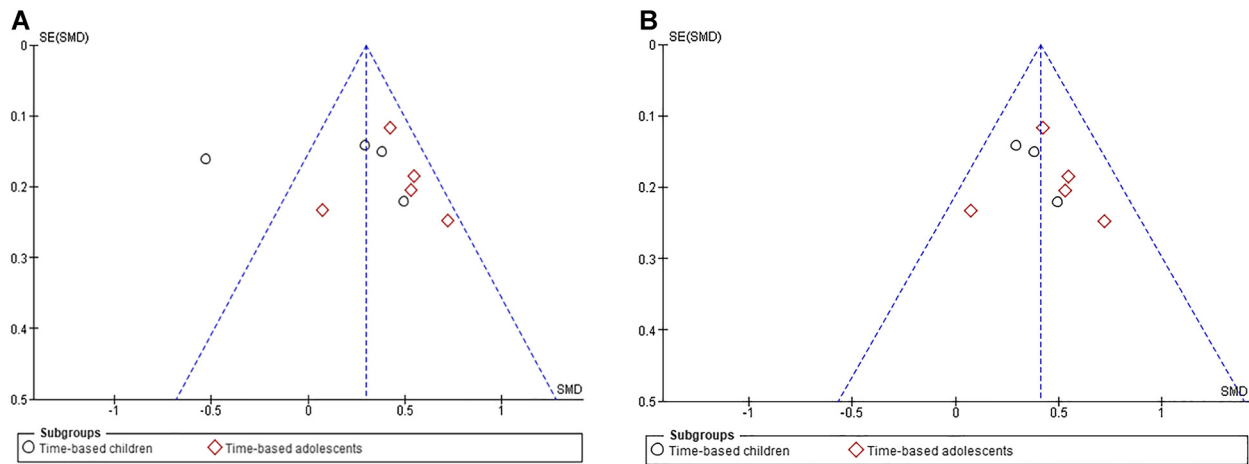 A
SE(SMD)
0
0.1
0.2
0.3
0.4
0.5
SMD
-1 -0.5 0 0.5 1
Subgroups
Time-based children Time-based adolescents
B
SE(SMD)
0
0.1
0.2
0.3
0.4
0.5
SMD
-1 -0.5 0 0.5 1
Subgroups
Time-based children Time-based adolescents